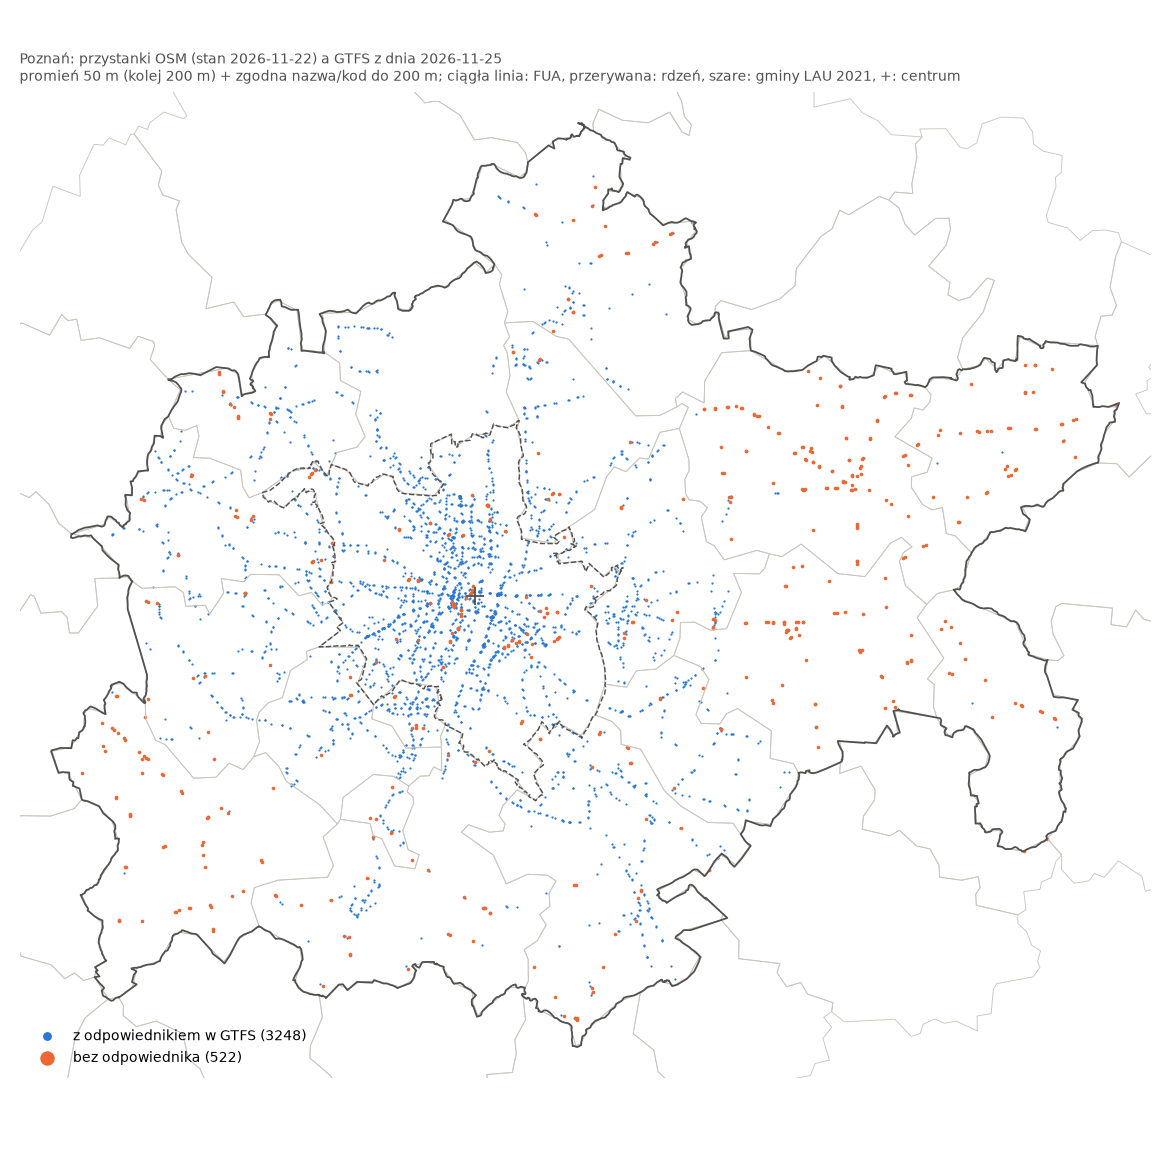 Poznań: przystanki OSM (stan 2026-11-22) a GTFS z dnia 2026-11-25
promień 50 m (kolej 200 m) + zgodna nazwa/kod do 200 m; ciągła linia: FUA, przerywana: rdzeń, szare: gminy LAU 2021, +: centrum
z odpowiednikiem w GTFS (3248)
bez odpowiednika (522)